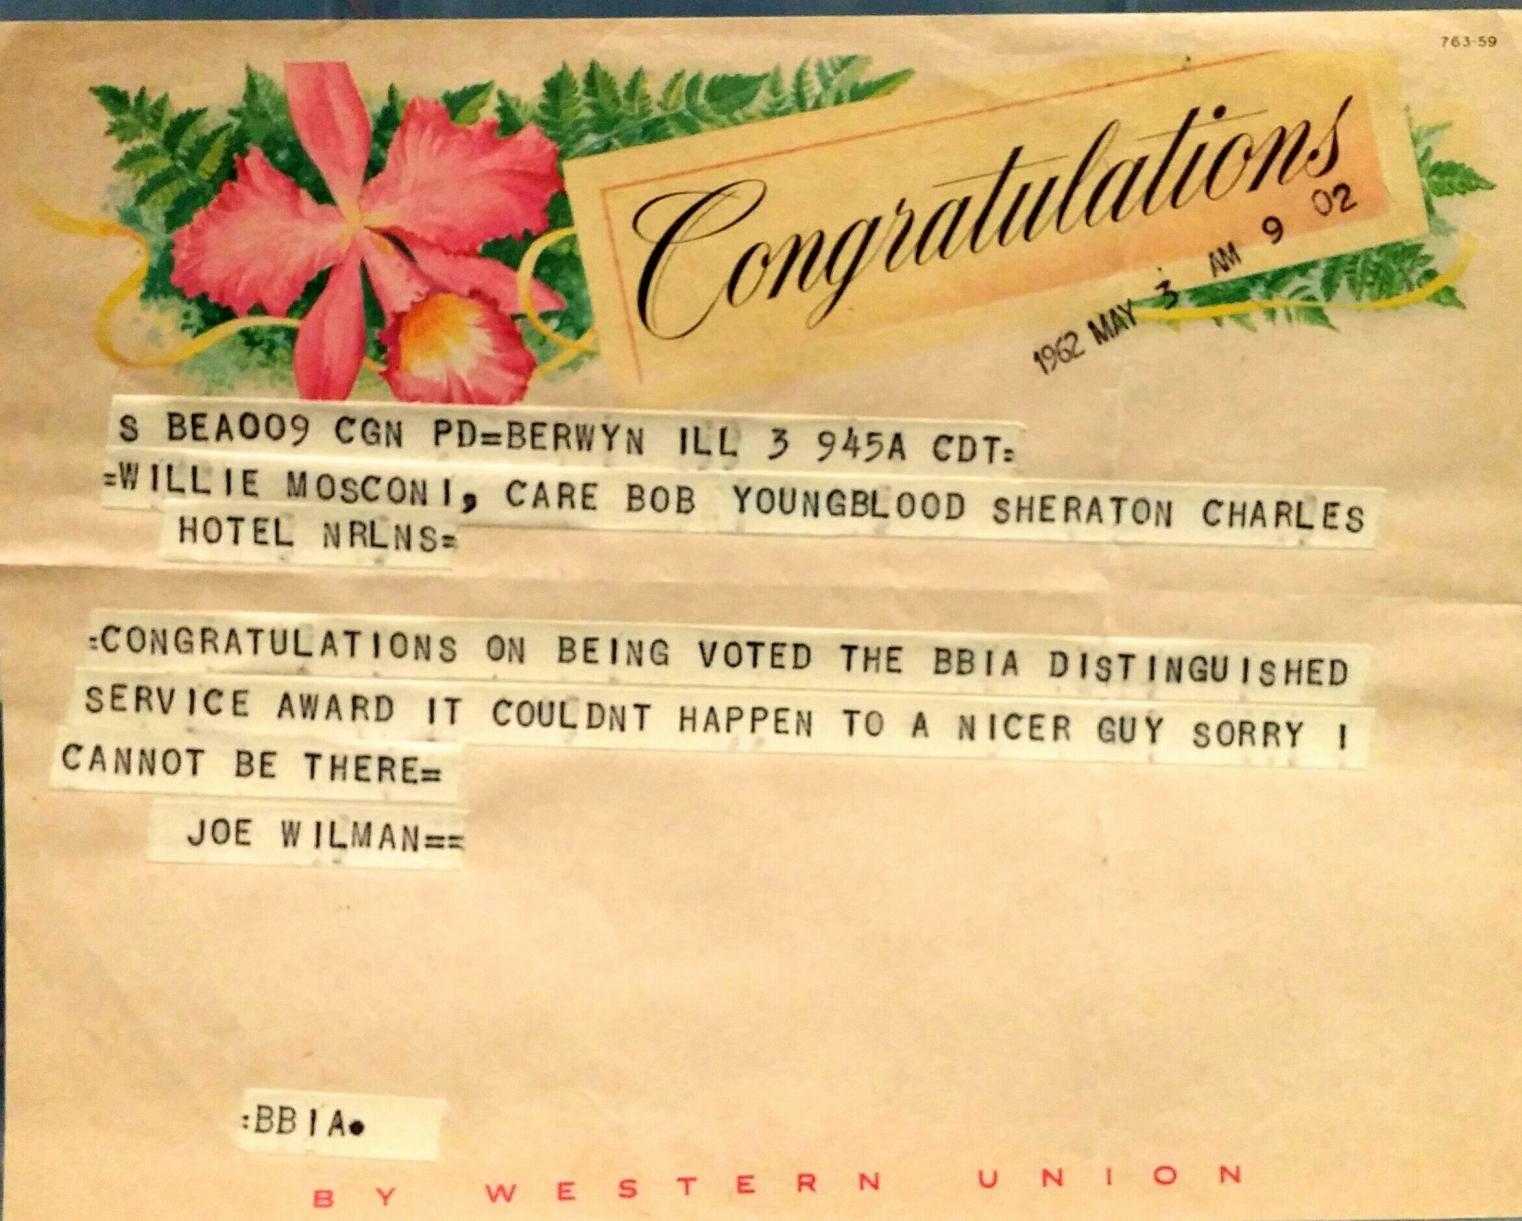 763-59
Congratulations
1962 MAY 3 AM 9 02
S BEA009 CGN PD=BERWYN ILL 3 945A CDT=
=WILLIE MOSCONI, CARE BOB YOUNGBLOOD SHERATON CHARLES
HOTEL NRLNS=
:CONGRATULATIONS ON BEING VOTED THE BBIA DISTINGUISHED
SERVICE AWARD IT COULDNT HAPPEN TO A NICER GUY SORRY I
CANNOT BE THERE=
JOE WILMAN==
:BBIA.
BY WESTERN UNION